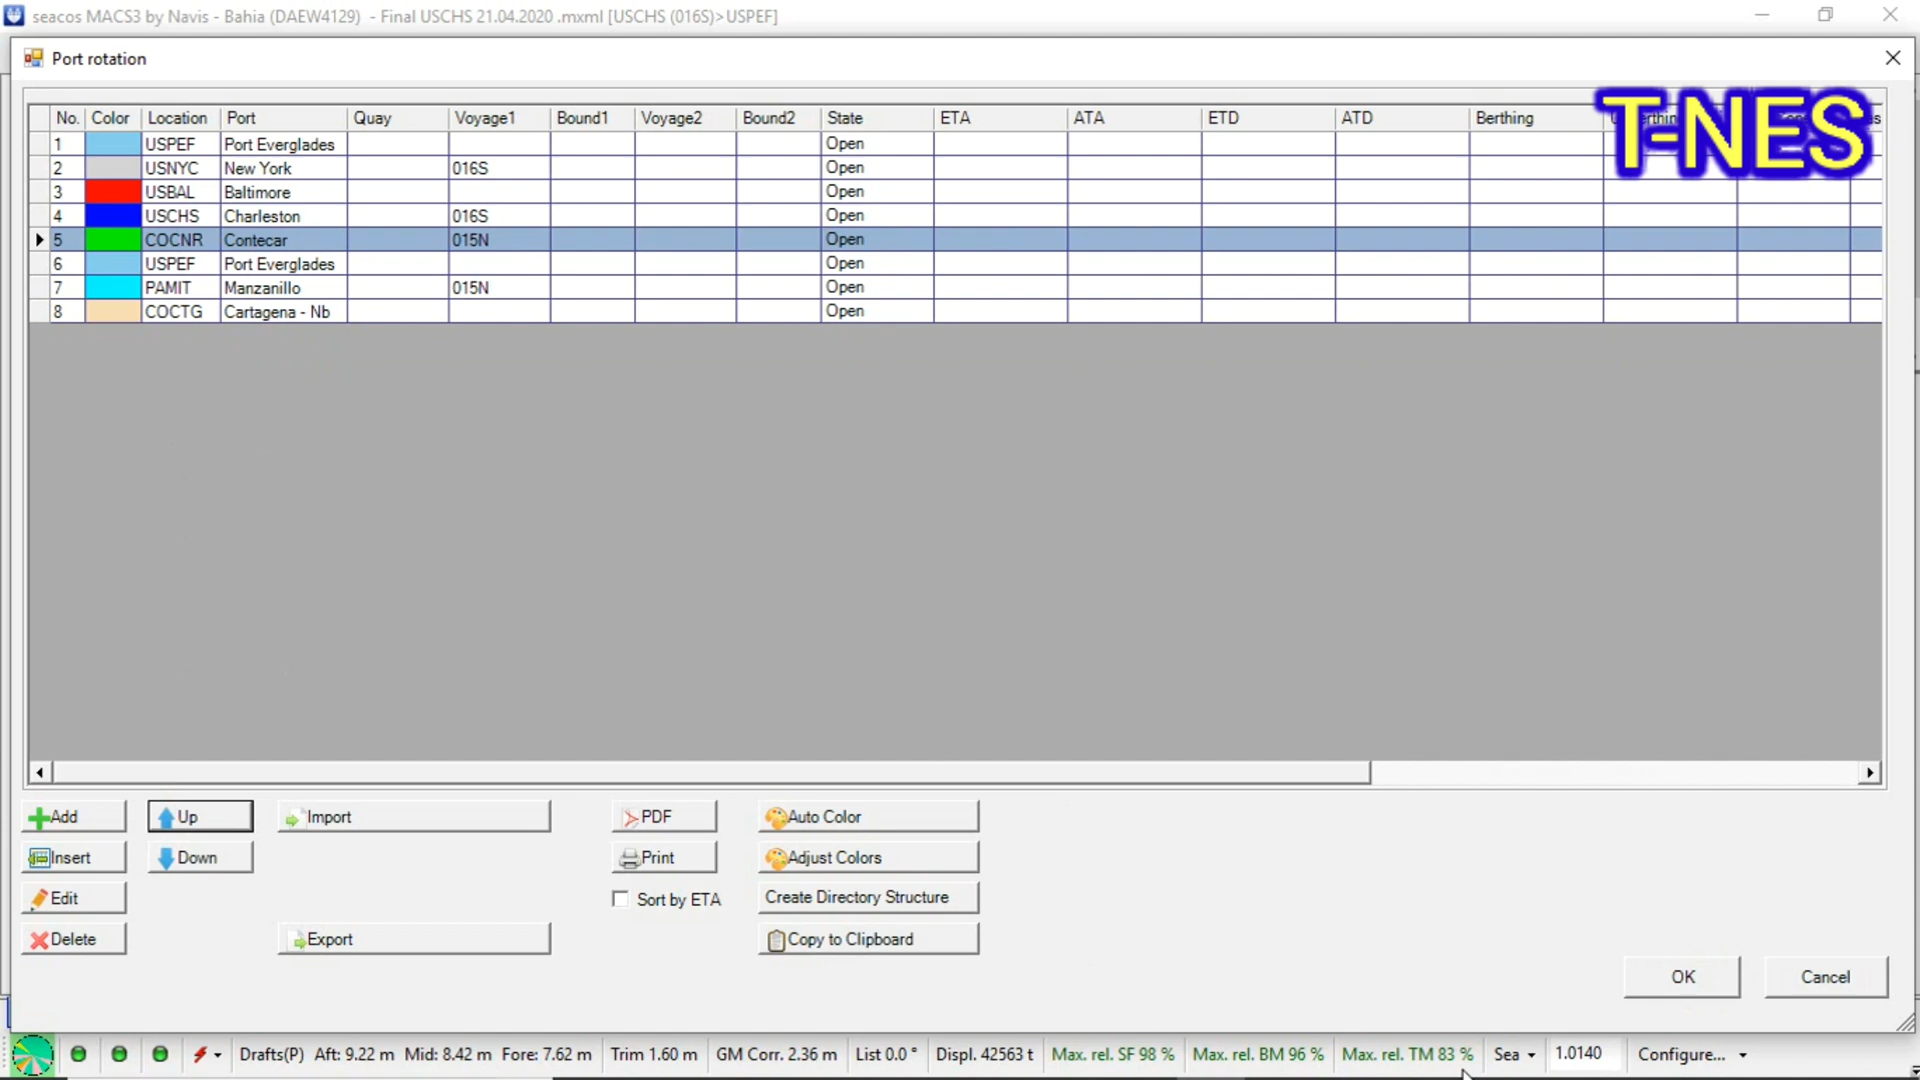 seacos MACS3 by Navis - Bahia (DAEW4129) - Final USCHS 21.04.2020 .mxml [USCHS (016S)>USPEF]
Port rotation
T-NES
No. Color Location Port Quay Voyage1 Bound1 Voyage2 Bound2 State ETA ATA ETD ATD Berthing
1 USPEF Port Everglades Open
2 USNYC New York 016S Open
3 USBAL Baltimore Open
4 USCHS Charleston 016S Open
5 COCNR Contecar 015N Open
6 USPEF Port Everglades Open
7 PAMIT Manzanillo 015N Open
8 COCTG Cartagena - Nb Open
Add Up Import PDF Auto Color
Insert Down Print Adjust Colors
Edit Sort by ETA Create Directory Structure
Delete Export Copy to Clipboard
OK Cancel
Drafts(P) Aft: 9.22 m Mid: 8.42 m Fore: 7.62 m Trim 1.60 m GM Corr. 2.36 m List 0.0 ° Displ. 42563 t Max. rel. SF 98 % Max. rel. BM 96 % Max. rel. TM 83 % Sea 1.0140 Configure...